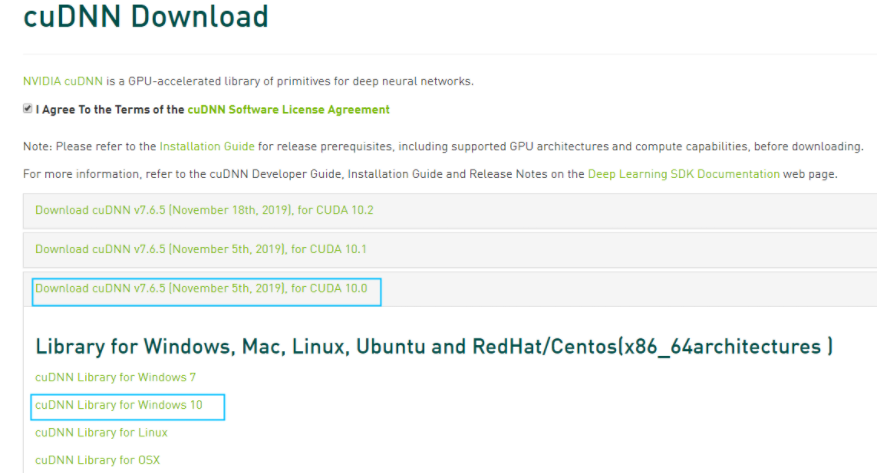 cuDNN Download
NVIDIA cuDNN is a GPU-accelerated library of primitives for deep neural networks.
I Agree To the Terms of the cuDNN Software License Agreement
Note: Please refer to the Installation Guide for release prerequisites, including supported GPU architectures and compute capabilities, before downloading.
For more information, refer to the cuDNN Developer Guide, Installation Guide and Release Notes on the Deep Learning SDK Documentation web page.
Download cuDNN v7.6.5 (November 18th, 2019), for CUDA 10.2
Download cuDNN v7.6.5 (November 5th, 2019), for CUDA 10.1
Download cuDNN v7.6.5 (November 5th, 2019), for CUDA 10.0
Library for Windows, Mac, Linux, Ubuntu and RedHat/Centos(x86_64architectures )
cuDNN Library for Windows 7
cuDNN Library for Windows 10
cuDNN Library for Linux
cuDNN Library for OSX